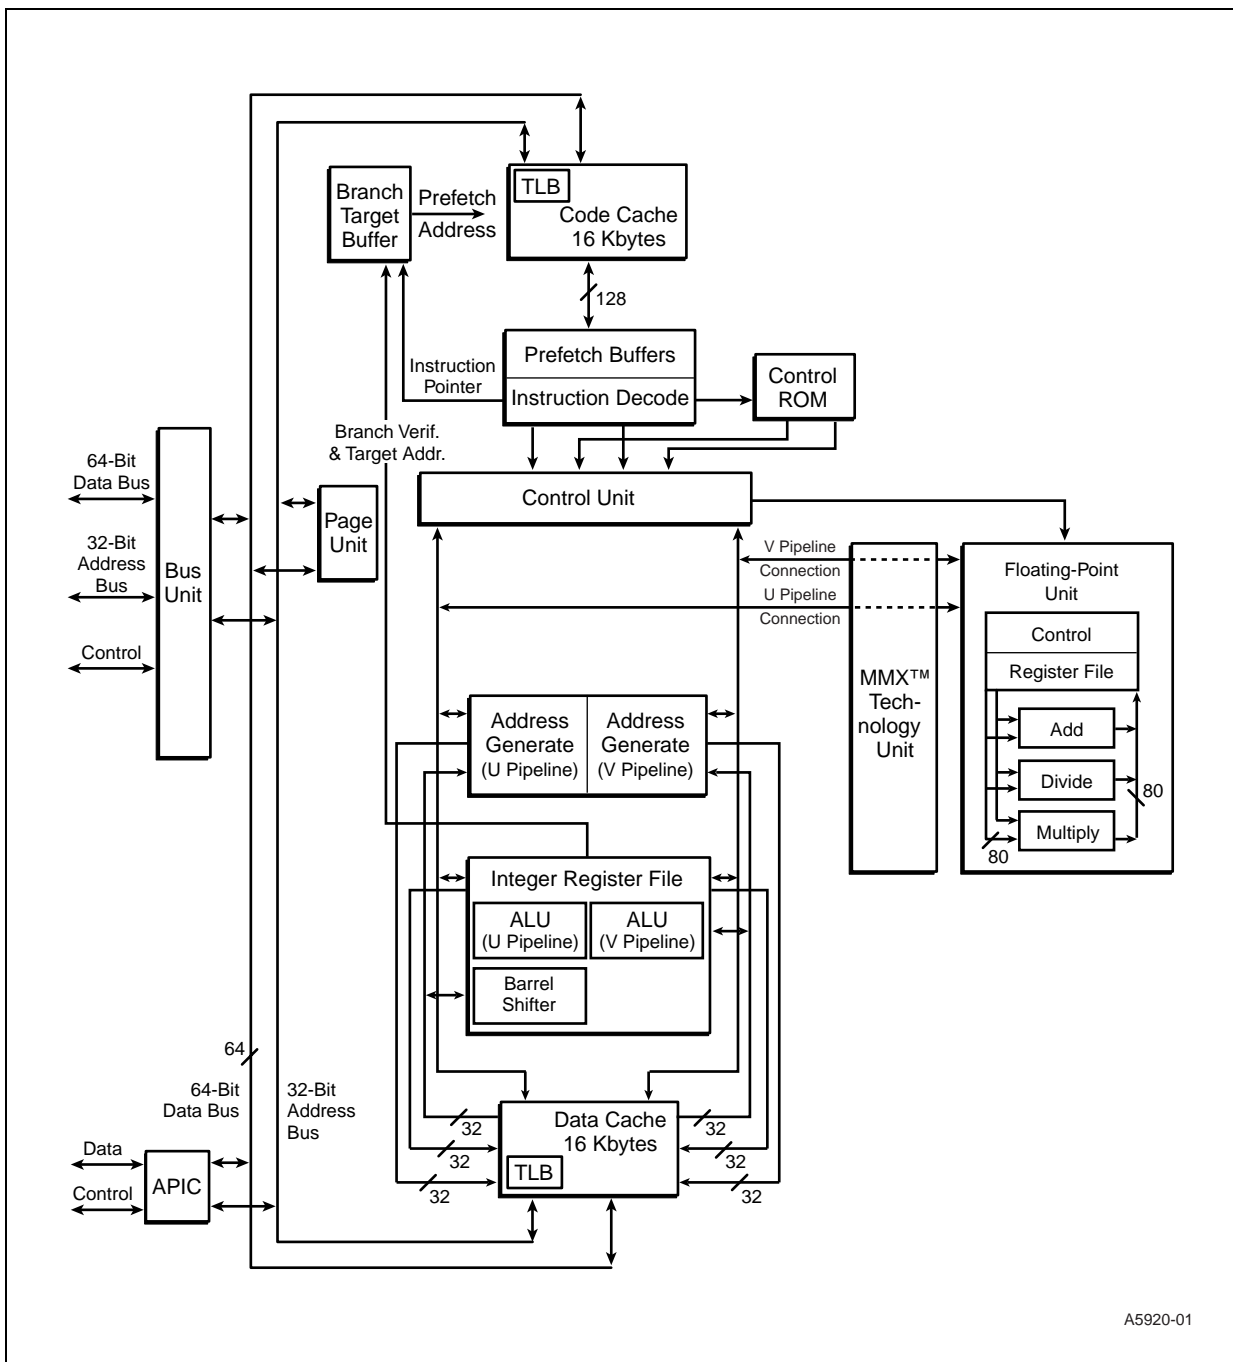 TLB
Code Cache
16 Kbytes
Branch
Target
Buffer
Prefetch
Address
128
Prefetch Buffers
Instruction Decode
Instruction
Pointer
Control
ROM
Branch Verif.
& Target Addr.
Control Unit
64-Bit
Data Bus
32-Bit
Address
Bus
Control
Bus
Unit
Page
Unit
V Pipeline
Connection
U Pipeline
Connection
MMX™
Tech-
nology
Unit
Floating-Point
Unit
Control
Register File
Add
Divide
Multiply
80
80
Address
Generate
(U Pipeline)
Address
Generate
(V Pipeline)
Integer Register File
ALU
(U Pipeline)
ALU
(V Pipeline)
Barrel
Shifter
64
64-Bit
Data Bus
32-Bit
Address
Bus
Data
Control
APIC
Data Cache
16 Kbytes
TLB
32
32
32
32
32
32
A5920-01